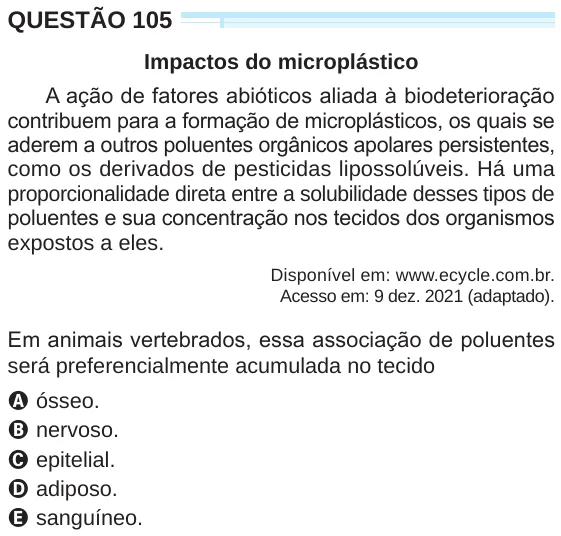 QUESTÃO 105
Impactos do microplástico
A ação de fatores abióticos aliada à biodeterioração
contribuem para a formação de microplásticos, os quais se
aderem a outros poluentes orgânicos apolares persistentes,
como os derivados de pesticidas lipossolúveis. Há uma
proporcionalidade direta entre a solubilidade desses tipos de
poluentes e sua concentração nos tecidos dos organismos
expostos a eles.
Disponível em: www.ecycle.com.br.
Acesso em: 9 dez. 2021 (adaptado).
Em animais vertebrados, essa associação de poluentes
será preferencialmente acumulada no tecido
A ósseo.
B nervoso.
C epitelial.
D adiposo.
E sanguíneo.